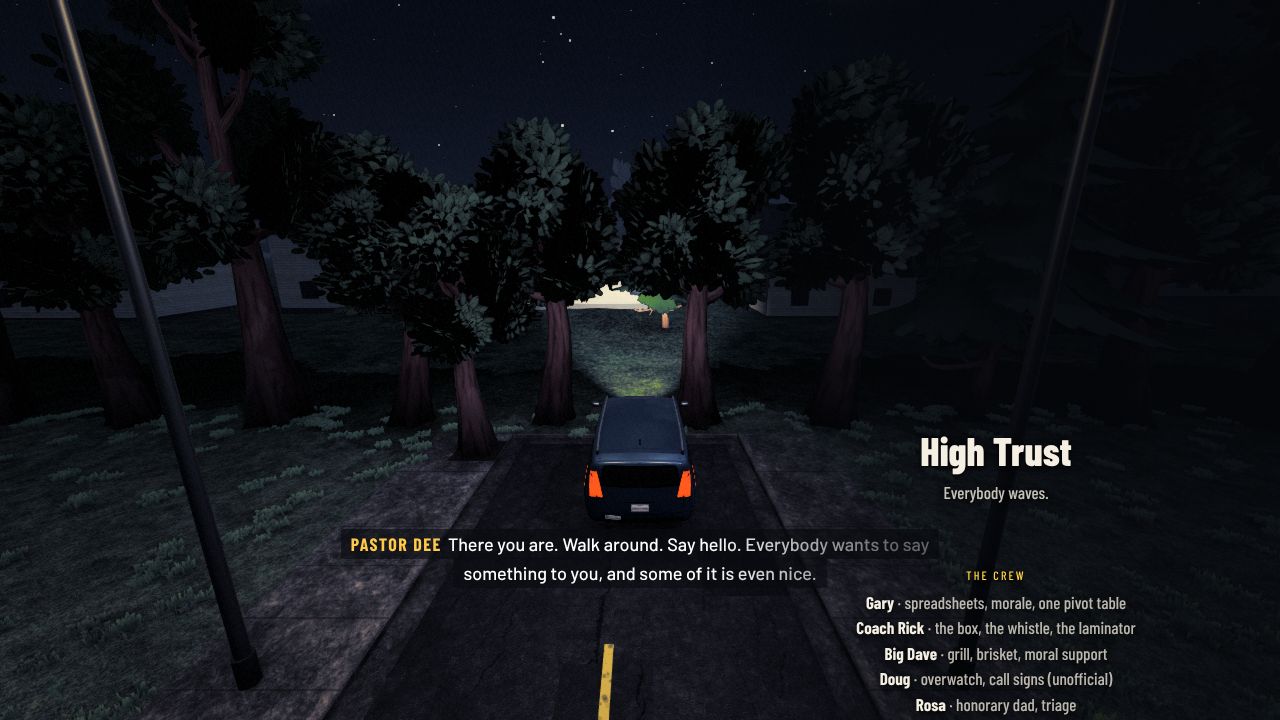 High Trust
Everybody waves.
PASTOR DEE There you are. Walk around. Say hello. Everybody wants to say
something to you, and some of it is even nice.
THE CREW
Gary · spreadsheets, morale, one pivot table
Coach Rick · the box, the whistle, the laminator
Big Dave · grill, brisket, moral support
Doug · overwatch, call signs (unofficial)
Rosa · honorary dad, triage